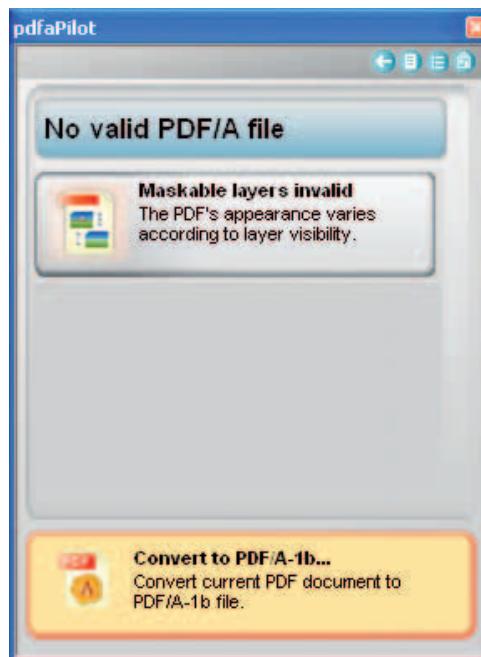 pdfaPilot
No valid PDF/A file
Maskable layers invalid
The PDF's appearance varies
according to layer visibility.
Convert to PDF/A-1b...
Convert current PDF document to
PDF/A-1b file.